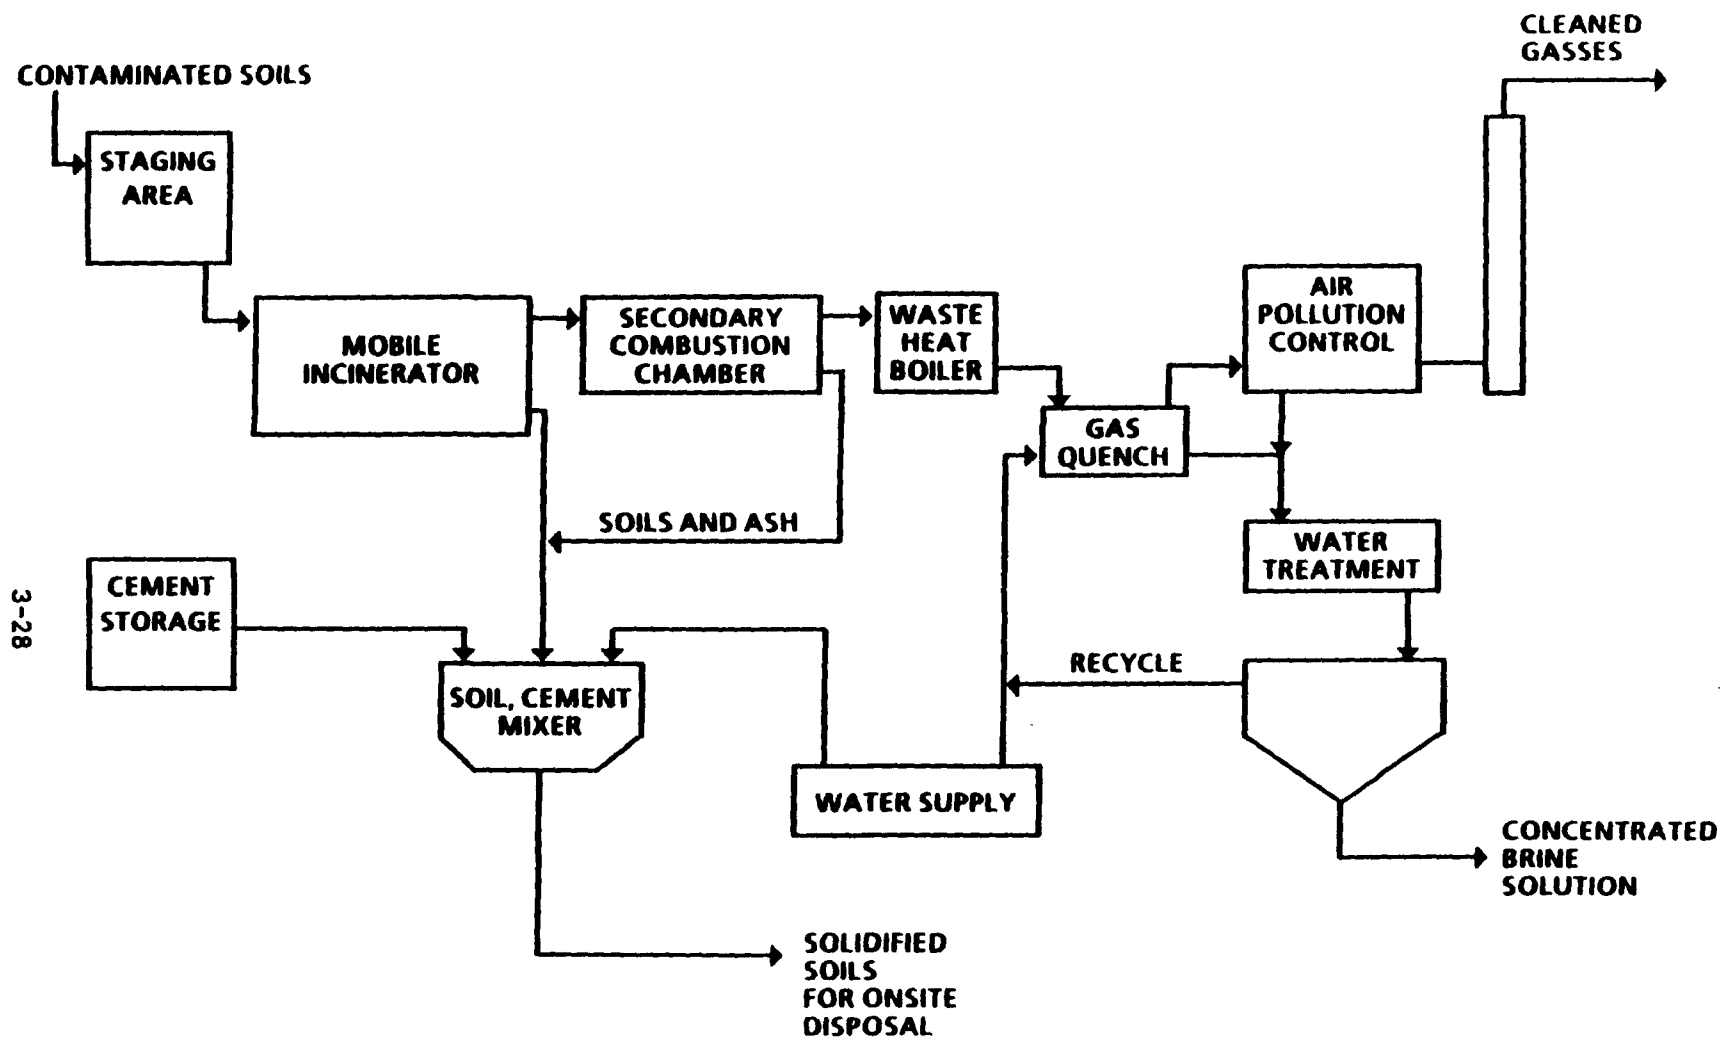 CLEANED
GASSES
CONTAMINATED SOILS
STAGING
AREA
MOBILE
INCINERATOR
SECONDARY
COMBUSTION
CHAMBER
WASTE
HEAT
BOILER
AIR
POLLUTION
CONTROL
GAS
QUENCH
SOILS AND ASH
WATER
TREATMENT
CEMENT
STORAGE
3-28
RECYCLE
SOIL, CEMENT
MIXER
WATER SUPPLY
CONCENTRATED
BRINE
SOLUTION
SOLIDIFIED
SOILS
FOR ONSITE
DISPOSAL